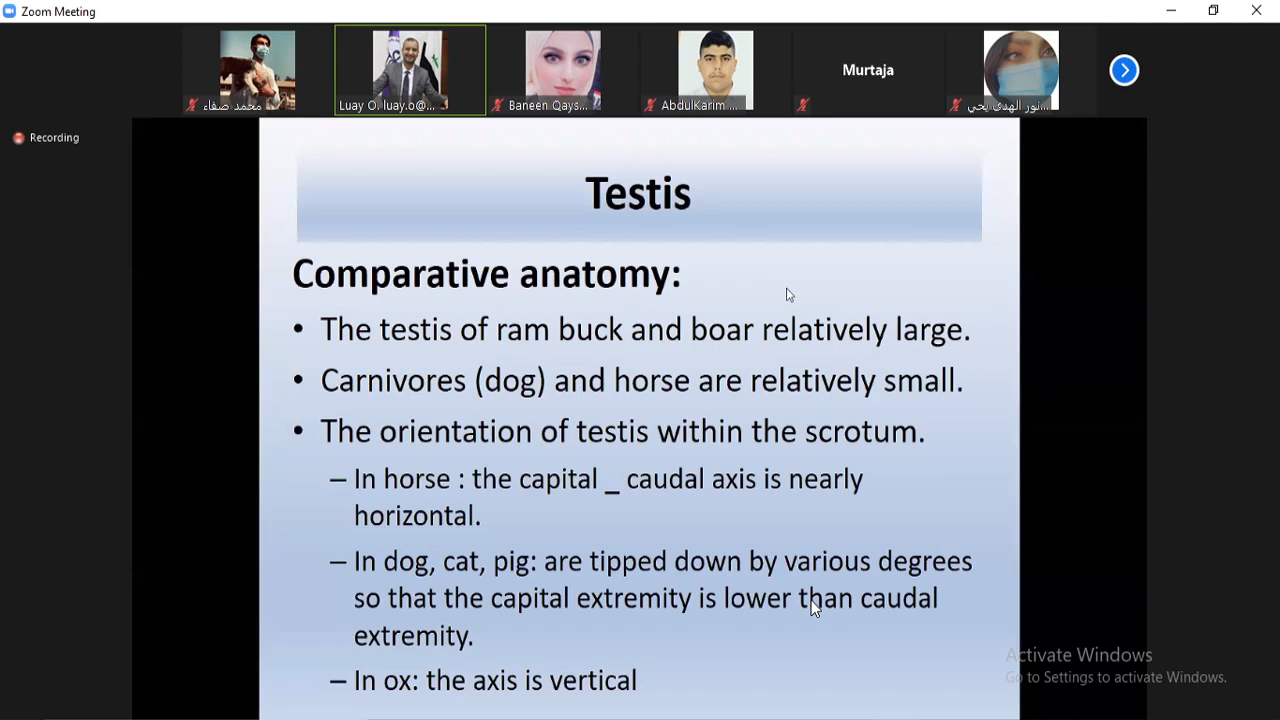 Zoom Meeting
محمد صفاء
Luay O. luay.o@...
Baneen Qays...
AbdulKarim ...
Murtaja
نور الهدى يحي...
Recording
Testis
Comparative anatomy:
• The testis of ram buck and boar relatively large.
• Carnivores (dog) and horse are relatively small.
• The orientation of testis within the scrotum.
– In horse : the capital _ caudal axis is nearly
horizontal.
– In dog, cat, pig: are tipped down by various degrees
so that the capital extremity is lower than caudal
extremity.
– In ox: the axis is vertical
Activate Windows
Go to Settings to activate Windows.